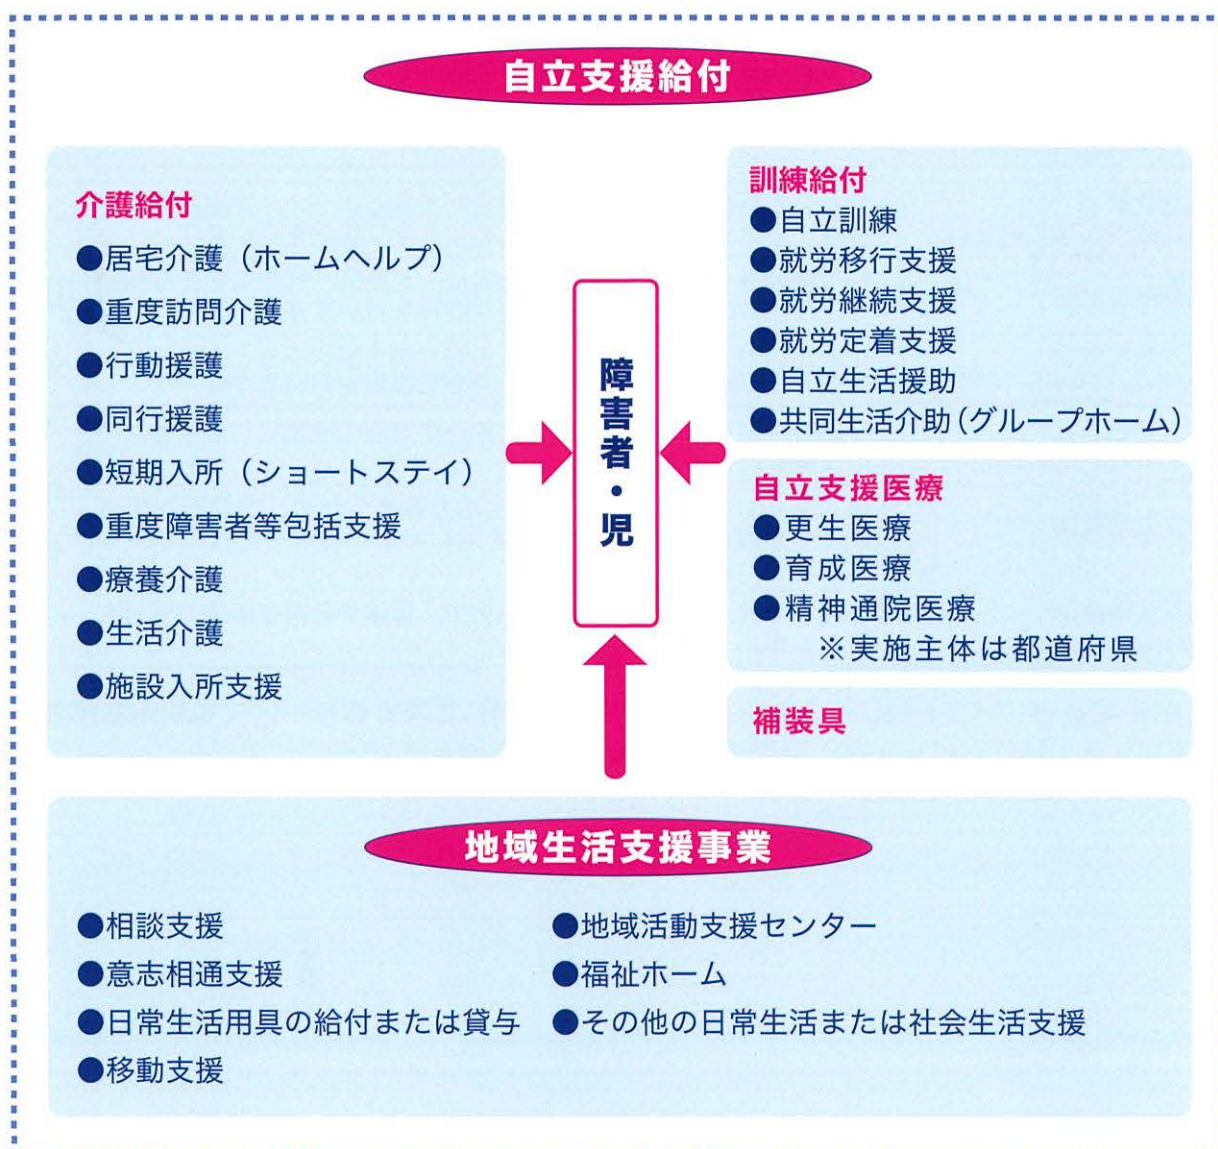 自立支援給付
介護給付
●居宅介護（ホームヘルプ）
●重度訪問介護
●行動援護
●同行援護
●短期入所（ショートステイ）
●重度障害者等包括支援
●療養介護
●生活介護
●施設入所支援
障害者・児
訓練給付
●自立訓練
●就労移行支援
●就労継続支援
●就労定着支援
●自立生活援助
●共同生活介助（グループホーム）
自立支援医療
●更生医療
●育成医療
●精神通院医療
※実施主体は都道府県
補装具
地域生活支援事業
●相談支援
●意志相通支援
●日常生活用具の給付または貸与
●移動支援
●地域活動支援センター
●福祉ホーム
●その他の日常生活または社会生活支援